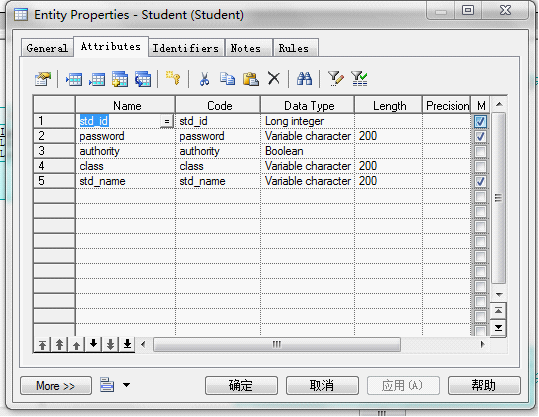 Entity Properties - Student (Student)
General Attributes Identifiers Notes Rules
Name Code Data Type Length Precision M
1 std_id = std_id Long integer
2 password password Variable character 200
3 authority authority Boolean
4 class class Variable character 200
5 std_name std_name Variable character 200
More >> 确定 取消 应用(A) 帮助